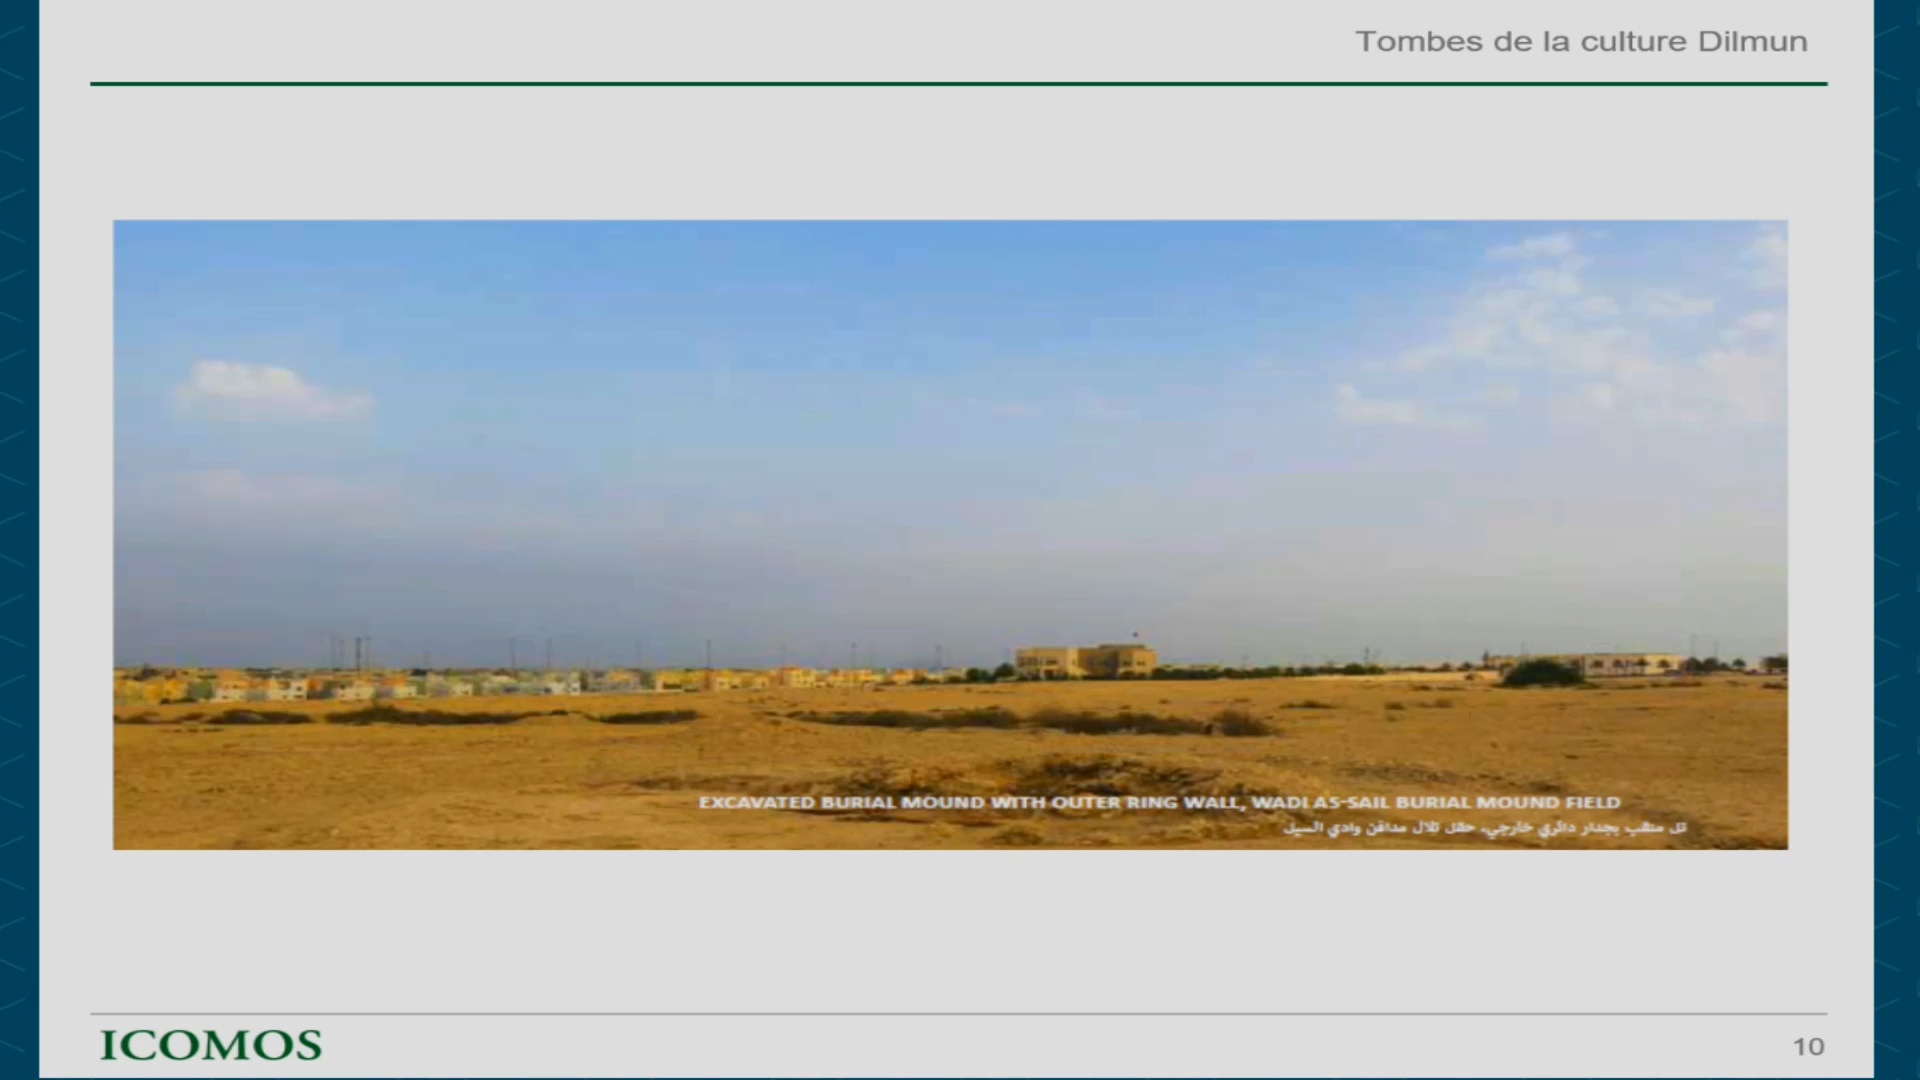 Tombes de la culture Dilmun
EXCAVATED BURIAL MOUND WITH OUTER RING WALL, WADI AS-SAIL BURIAL MOUND FIELD
تل منقب بجدار دائري خارجي، حقل تلال مدافن وادي السيل
ICOMOS
10